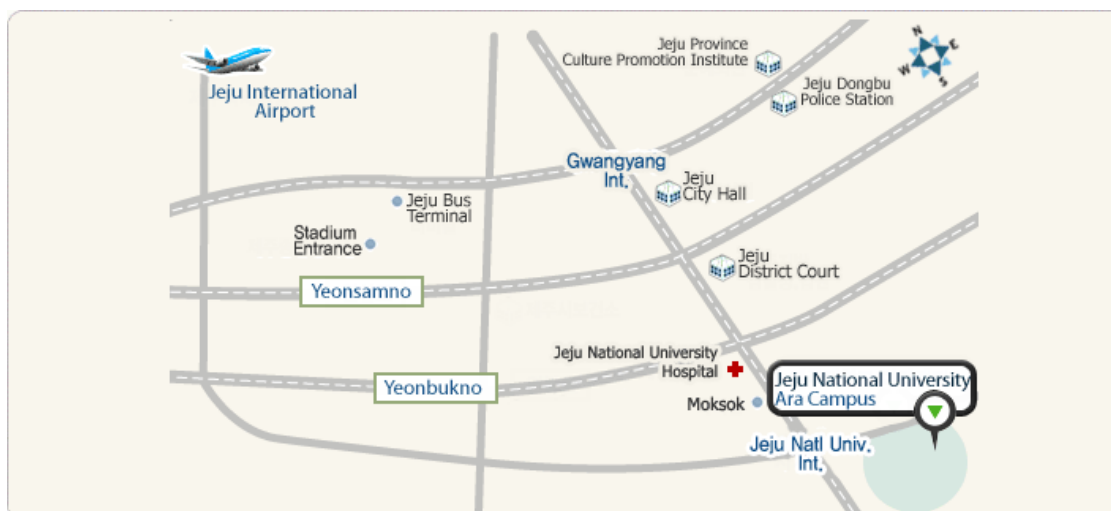 N
E
W
S
Jeju International
Airport
Jeju Province
Culture Promotion Institute
Jeju Dongbu
Police Station
Gwangyang
Int.
Jeju
City Hall
Jeju Bus
Terminal
Stadium
Entrance
Jeju
District Court
Yeonsamno
Jeju National University
Hospital
Yeonbukno
Jeju National University
Ara Campus
Moksok
Jeju Natl Univ.
Int.